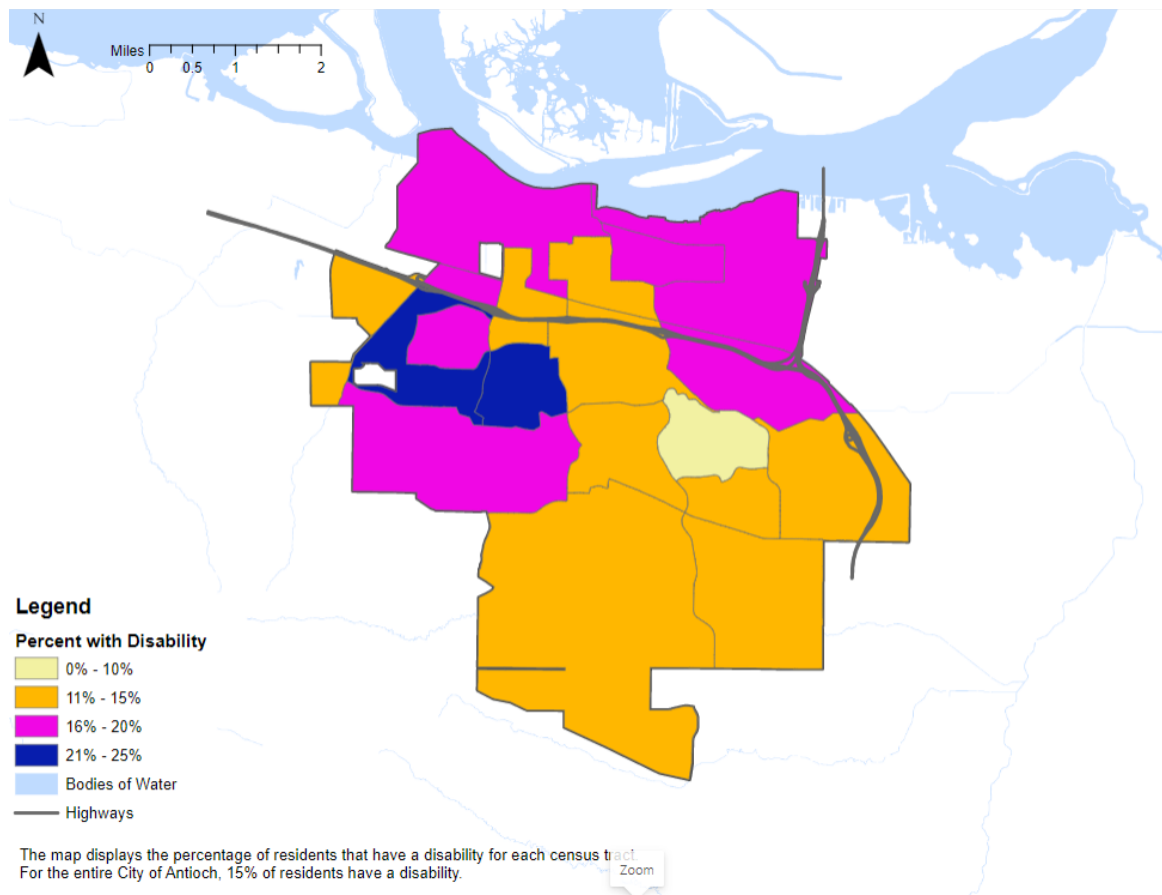 N
Miles
0 0.5 1 2
Legend
Percent with Disability
0% - 10%
11% - 15%
16% - 20%
21% - 25%
Bodies of Water
Highways
The map displays the percentage of residents that have a disability for each census tract.
For the entire City of Antioch, 15% of residents have a disability.
Zoom